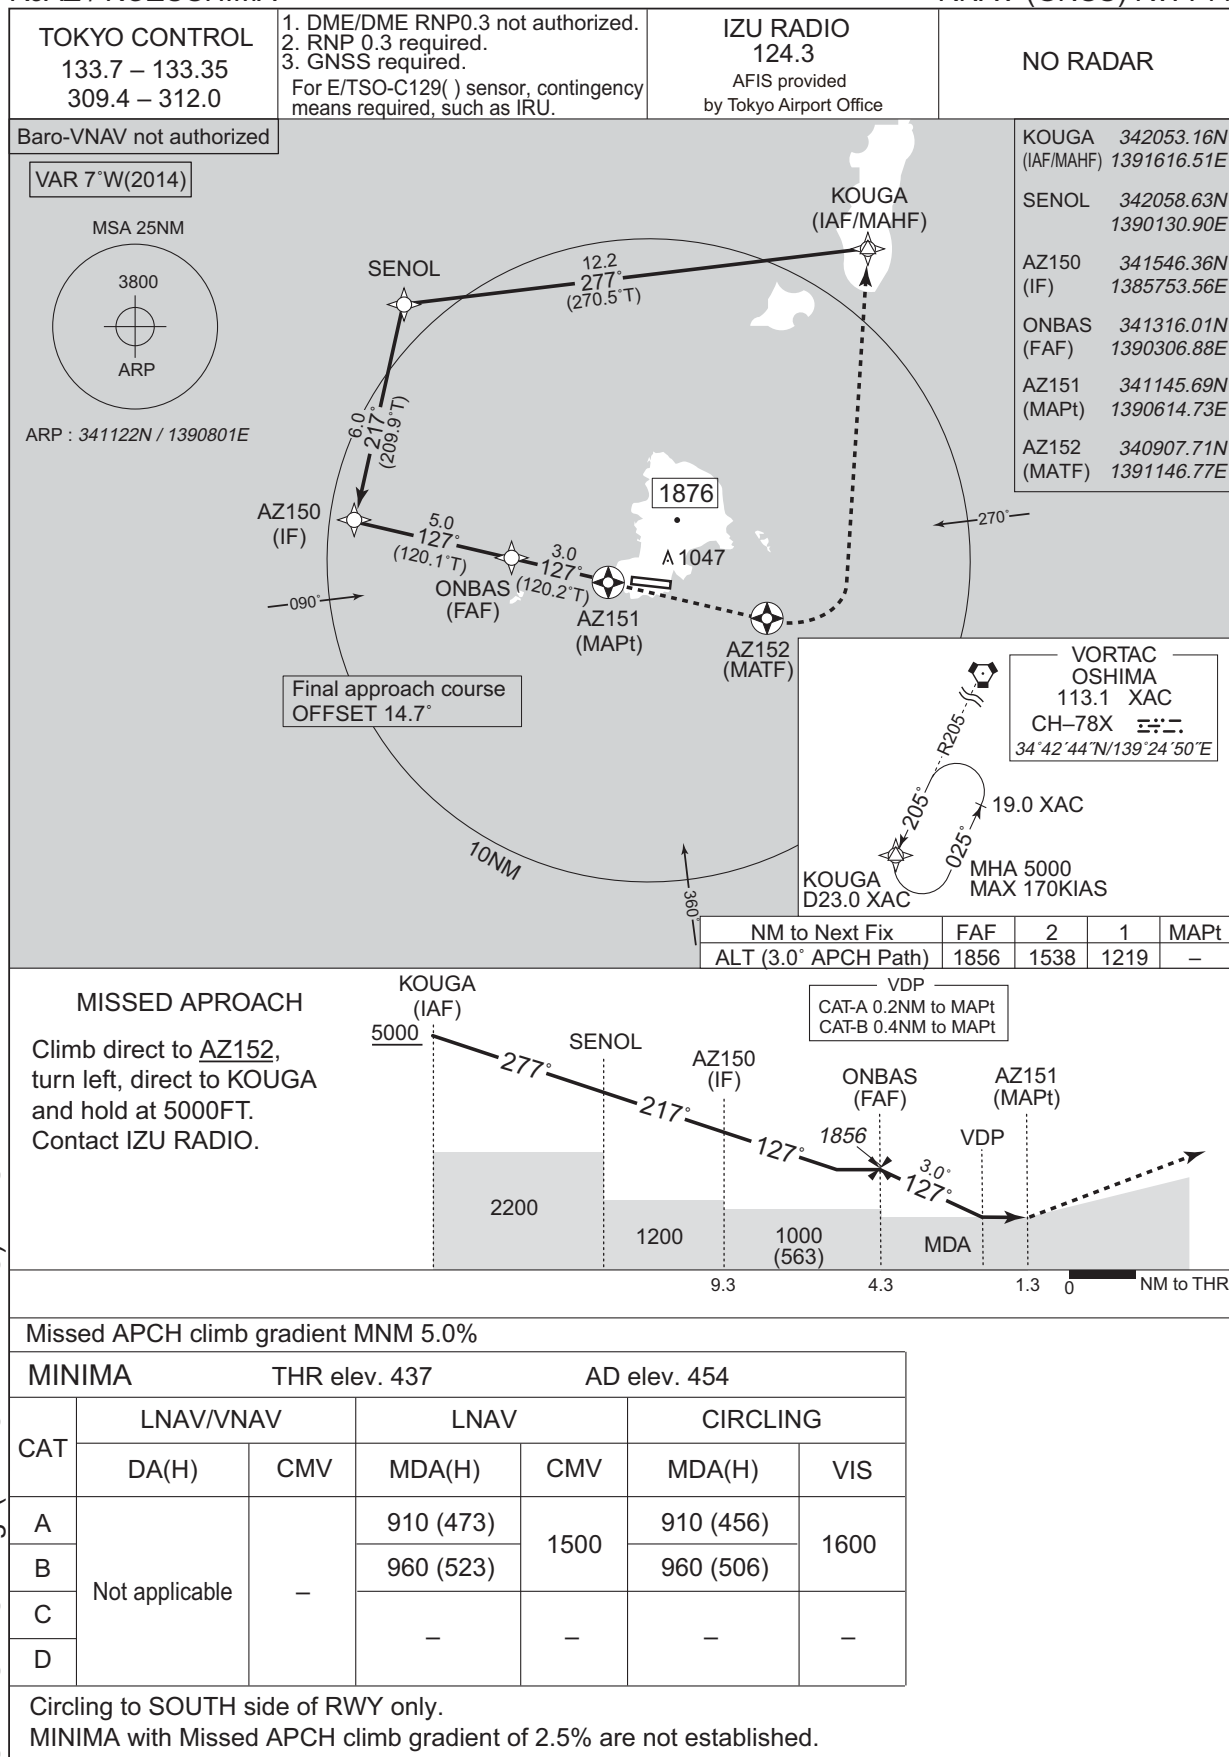 TOKYO CONTROL
133.7 – 133.35
309.4 – 312.0
1. DME/DME RNP0.3 not authorized.
2. RNP 0.3 required.
3. GNSS required.
For E/TSO-C129( ) sensor, contingency
means required, such as IRU.
IZU RADIO
124.3
AFIS provided
by Tokyo Airport Office
NO RADAR
Baro-VNAV not authorized
VAR 7˚W(2014)
MSA 25NM
3800
ARP
ARP : 341122N / 1390801E
KOUGA 342053.16N
(IAF/MAHF) 1391616.51E
SENOL 342058.63N
1390130.90E
AZ150 341546.36N
(IF) 1385753.56E
ONBAS 341316.01N
(FAF) 1390306.88E
AZ151 341145.69N
(MAPt) 1390614.73E
AZ152 340907.71N
(MATF) 1391146.77E
KOUGA
(IAF/MAHF)
SENOL
12.2
277˚
(270.5˚T)
6.0
217˚
(209.9˚T)
AZ150
(IF)
5.0
127˚
(120.1˚T)
ONBAS
(FAF)
3.0
127˚
(120.2˚T)
AZ151
(MAPt)
1876
1047
AZ152
(MATF)
270˚
090˚
360˚
10NM
Final approach course
OFFSET 14.7˚
VORTAC
OSHIMA
113.1 XAC
CH–78X
34˚42´44˝N/139˚24´50˝E
R205
205˚
025˚
19.0 XAC
KOUGA
D23.0 XAC
MHA 5000
MAX 170KIAS
NM to Next Fix FAF 2 1 MAPt
ALT (3.0˚ APCH Path) 1856 1538 1219 –
MISSED APROACH
Climb direct to AZ152,
turn left, direct to KOUGA
and hold at 5000FT.
Contact IZU RADIO.
VDP
CAT-A 0.2NM to MAPt
CAT-B 0.4NM to MAPt
KOUGA
(IAF)
5000
277˚
SENOL
217˚
AZ150
(IF)
127˚
1856
ONBAS
(FAF)
3.0˚
127˚
VDP
AZ151
(MAPt)
2200
1200
1000
(563)
MDA
9.3 4.3 1.3 0 NM to THR
Missed APCH climb gradient MNM 5.0%
MINIMA THR elev. 437 AD elev. 454
CAT LNAV/VNAV LNAV CIRCLING
DA(H) CMV MDA(H) CMV MDA(H) VIS
A Not applicable – 910 (473) 1500 910 (456) 1600
B 960 (523) 960 (506)
C – – – –
D
Circling to SOUTH side of RWY only.
MINIMA with Missed APCH climb gradient of 2.5% are not established.